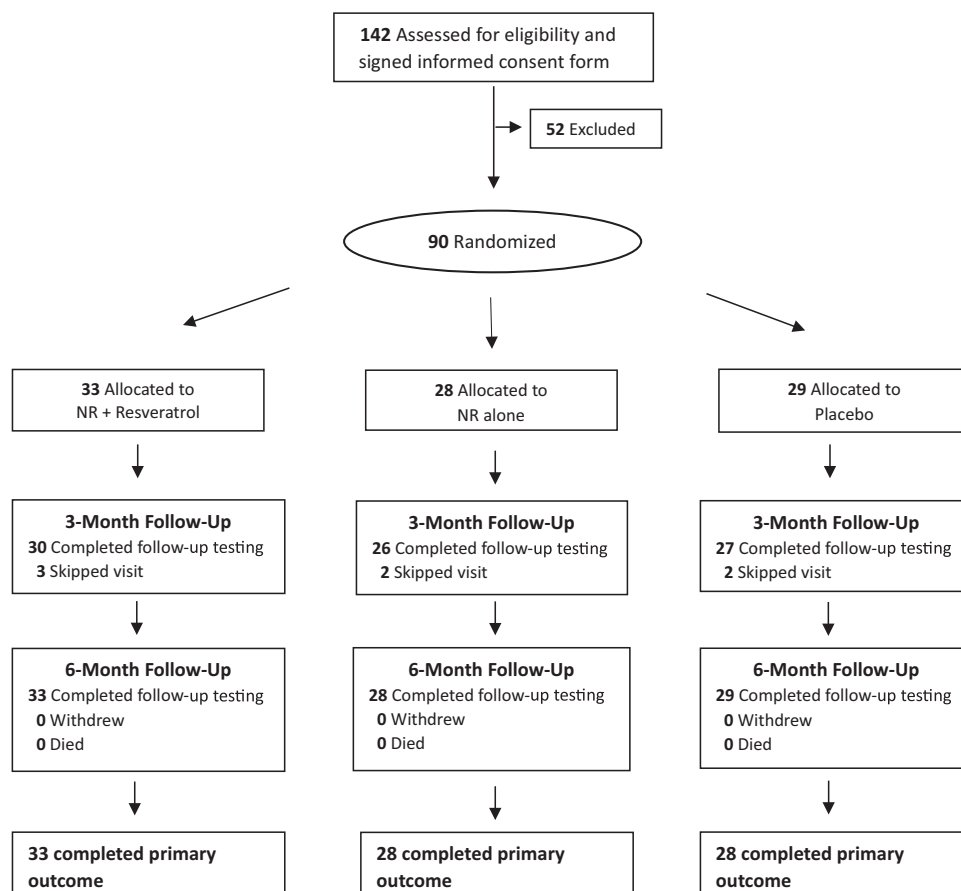 142 Assessed for eligibility and
signed informed consent form
52 Excluded
90 Randomized
33 Allocated to
NR + Resveratrol
28 Allocated to
NR alone
29 Allocated to
Placebo
3-Month Follow-Up
30 Completed follow-up testing
3 Skipped visit
3-Month Follow-Up
26 Completed follow-up testing
2 Skipped visit
3-Month Follow-Up
27 Completed follow-up testing
2 Skipped visit
6-Month Follow-Up
33 Completed follow-up testing
0 Withdrew
0 Died
6-Month Follow-Up
28 Completed follow-up testing
0 Withdrew
0 Died
6-Month Follow-Up
29 Completed follow-up testing
0 Withdrew
0 Died
33 completed primary
outcome
28 completed primary
outcome
28 completed primary
outcome